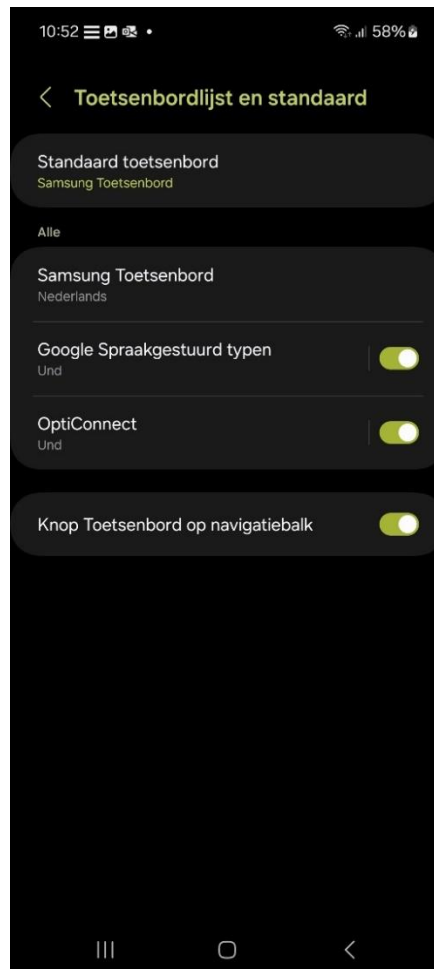 10:52
58%
Toetsenbordlijst en standaard
Standaard toetsenbord
Samsung Toetsenbord
Alle
Samsung Toetsenbord
Nederlands
Google Spraakgestuurd typen
Und
OptiConnect
Und
Knop Toetsenbord op navigatiebalk